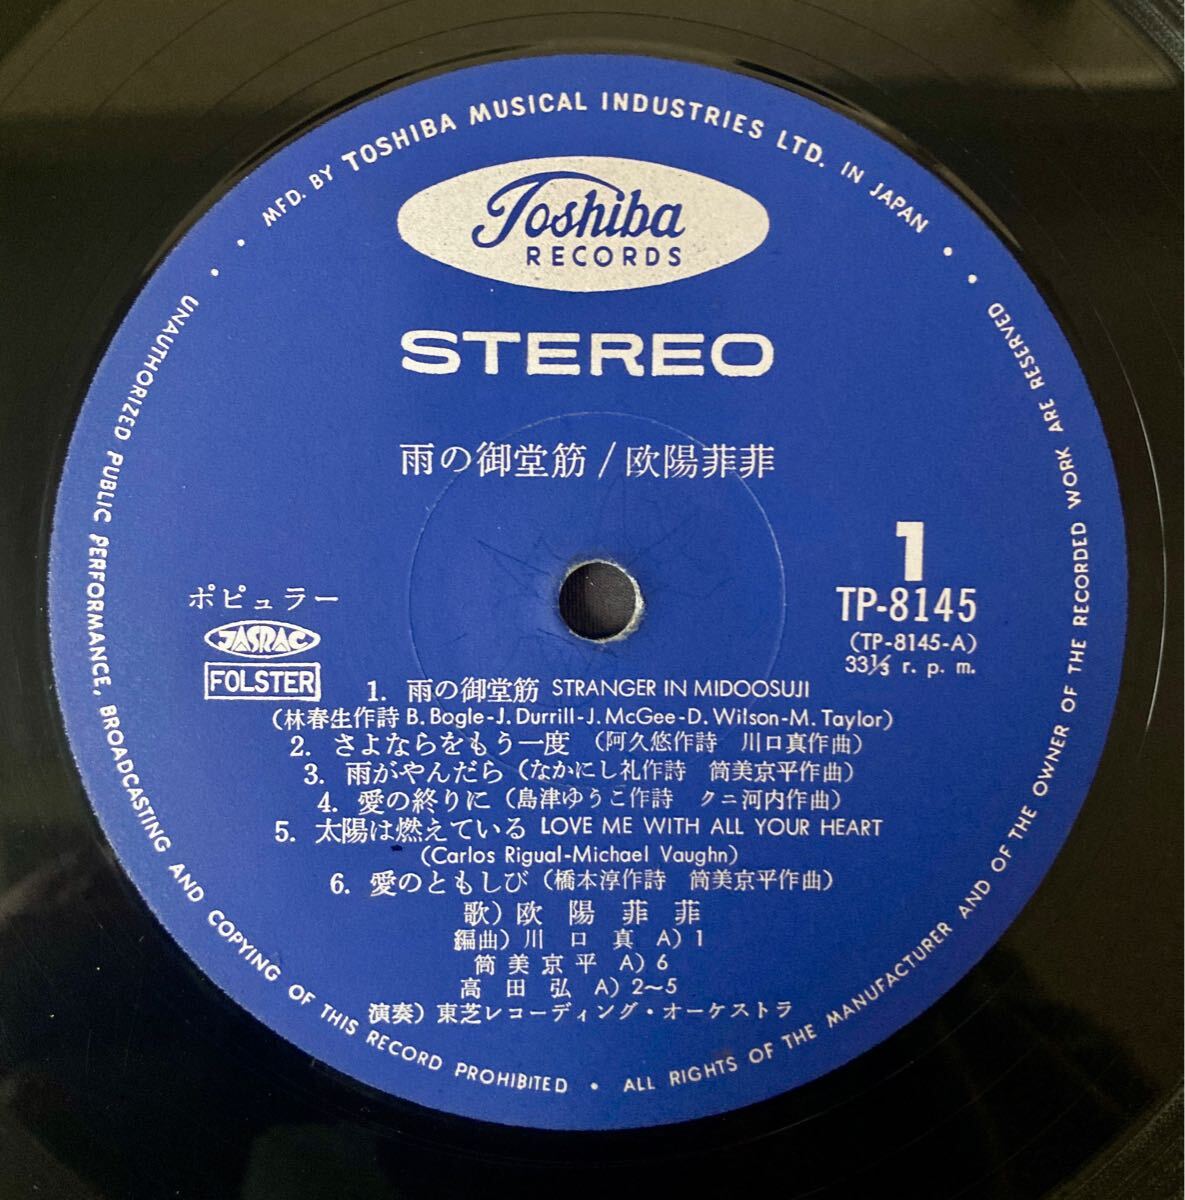 MFD. BY TOSHIBA MUSICAL INDUSTRIES LTD. IN JAPAN
Toshiba
RECORDS
STEREO
雨の御堂筋/欧陽菲菲
1
TP-8145
(TP-8145-A)
33⅓ r. p. m.
ポピュラー
JASRAC
FOLSTER
1. 雨の御堂筋 STRANGER IN MIDOOSUJI
(林春生作詩 B. Bogle-J. Durrill-J. McGee-D. Wilson-M. Taylor)
2. さよならをもう一度 (阿久悠作詩 川口真作曲)
3. 雨がやんだら (なかにし礼作詩 筒美京平作曲)
4. 愛の終りに (島津ゆうこ作詩 クニ河内作曲)
5. 太陽は燃えている LOVE ME WITH ALL YOUR HEART
(Carlos Rigual-Michael Vaughn)
6. 愛のともしび (橋本淳作詩 筒美京平作曲)
歌) 欧陽菲菲
編曲) 川口真 A) 1
筒美京平 A) 6
高田弘 A) 2〜5
演奏) 東芝レコーディング・オーケストラ
UNAUTHORIZED PUBLIC PERFORMANCE, BROADCASTING AND COPYING OF THIS RECORD PROHIBITED • ALL RIGHTS OF THE MANUFACTURER AND OF THE OWNER OF THE RECORDED WORK ARE RESERVED